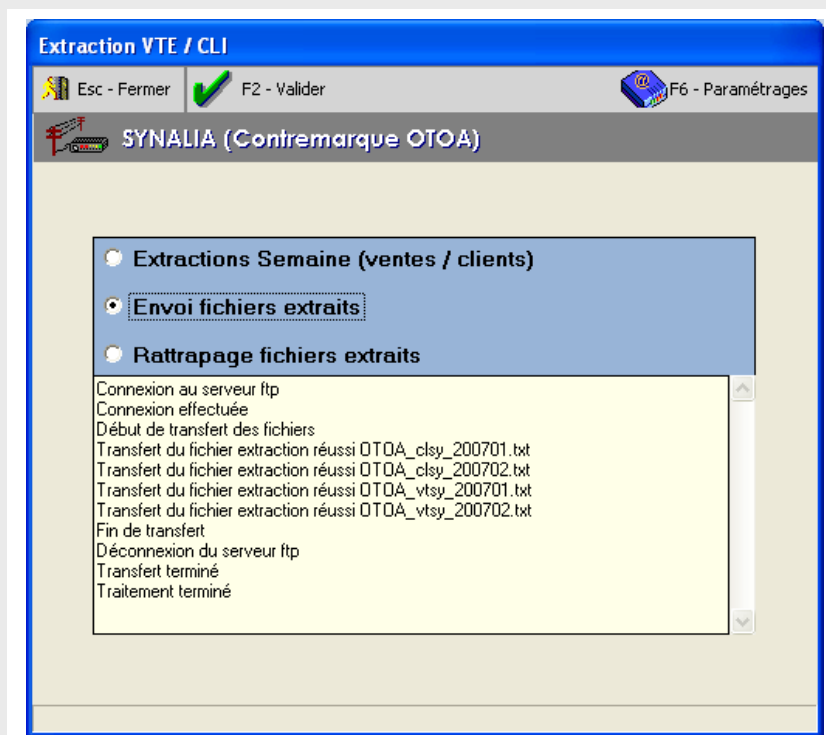 Extraction VTE / CLI
Esc - Fermer F2 - Valider F6 - Paramétrages
SYNALIA (Contremarque OTOA)
Extractions Semaine (ventes / clients)
Envoi fichiers extraits
Rattrapage fichiers extraits
Connexion au serveur ftp
Connexion effectuée
Début de transfert des fichiers
Transfert du fichier extraction réussi OTOA_clsy_200701.txt
Transfert du fichier extraction réussi OTOA_clsy_200702.txt
Transfert du fichier extraction réussi OTOA_vtsy_200701.txt
Transfert du fichier extraction réussi OTOA_vtsy_200702.txt
Fin de transfert
Déconnexion du serveur ftp
Transfert terminé
Traitement terminé